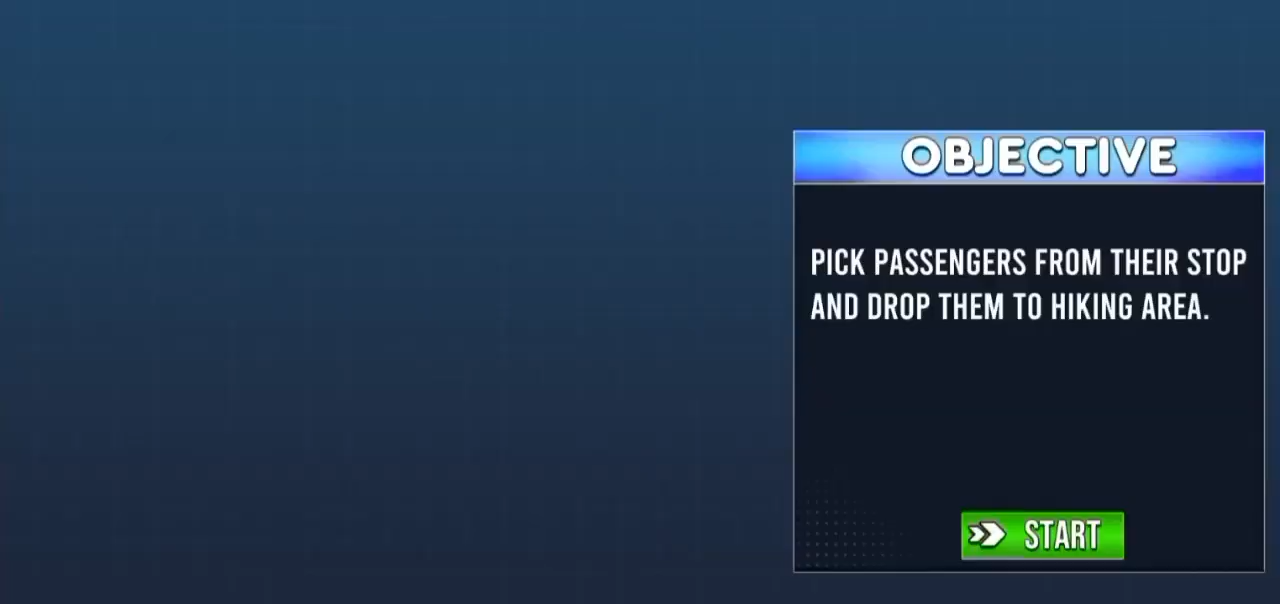 OBJECTIVE
PICK PASSENGERS FROM THEIR STOP
AND DROP THEM TO HIKING AREA.
START